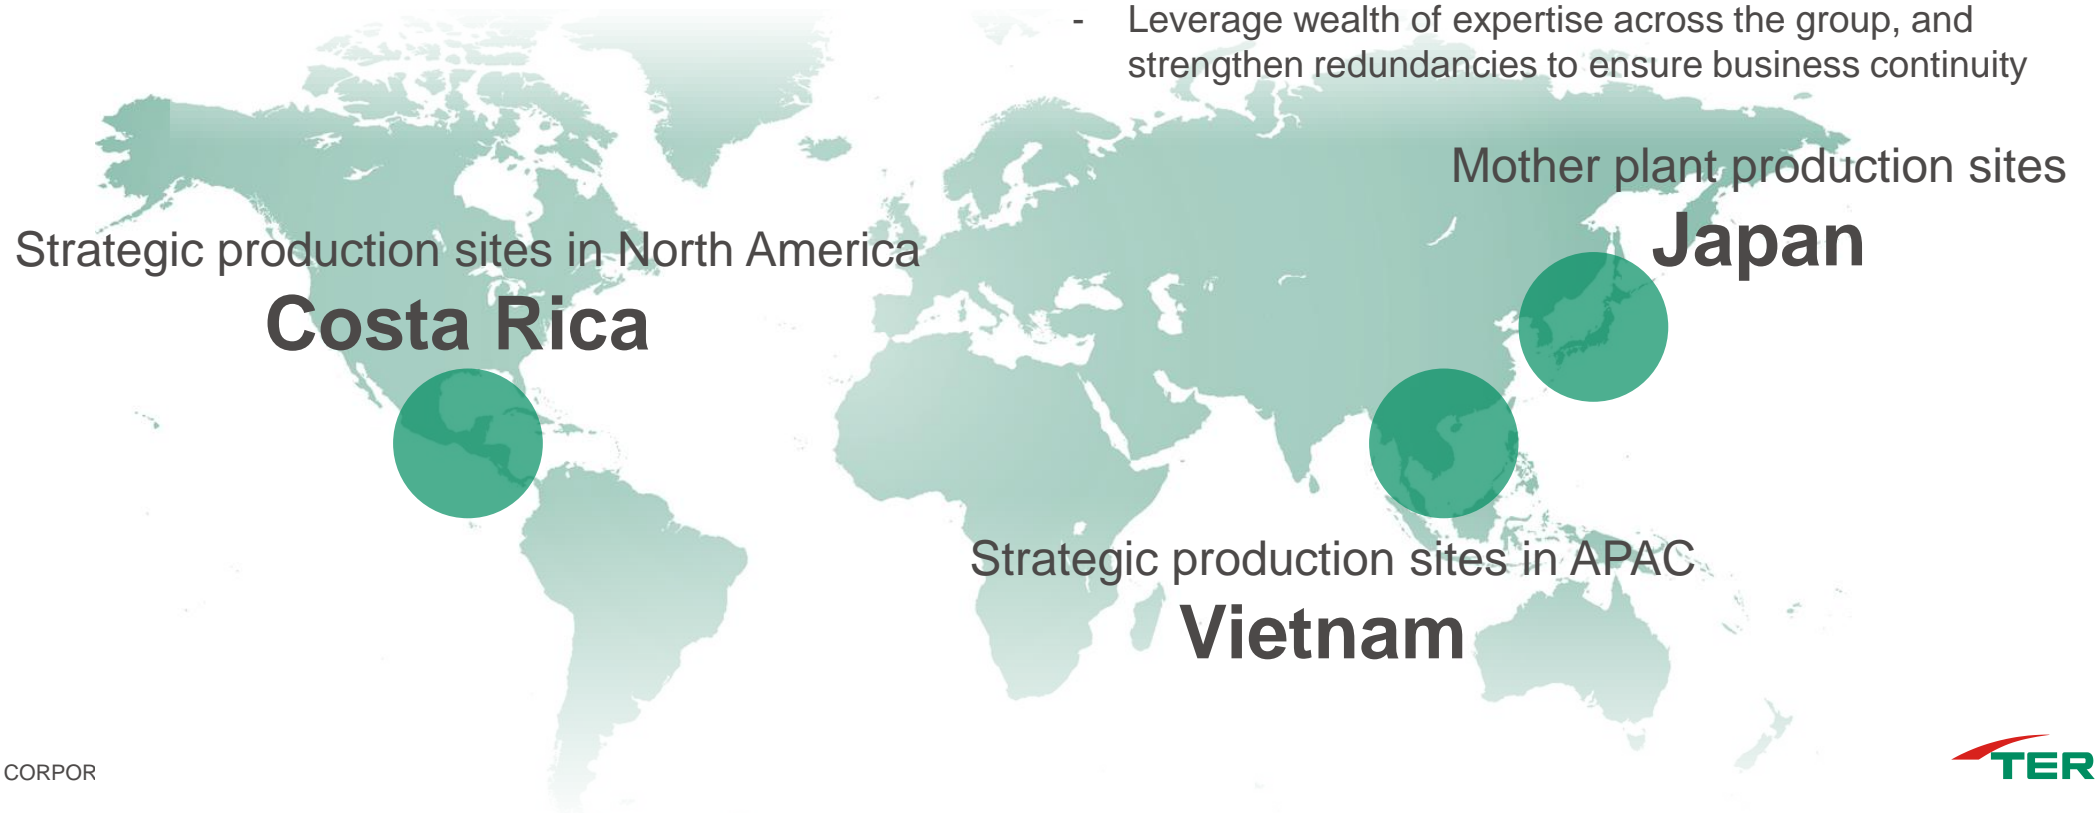 - Leverage wealth of expertise across the group, and
strengthen redundancies to ensure business continuity
Mother plant production sites
Japan
Strategic production sites in North America
Costa Rica
Strategic production sites in APAC
Vietnam
CORPOR
TER